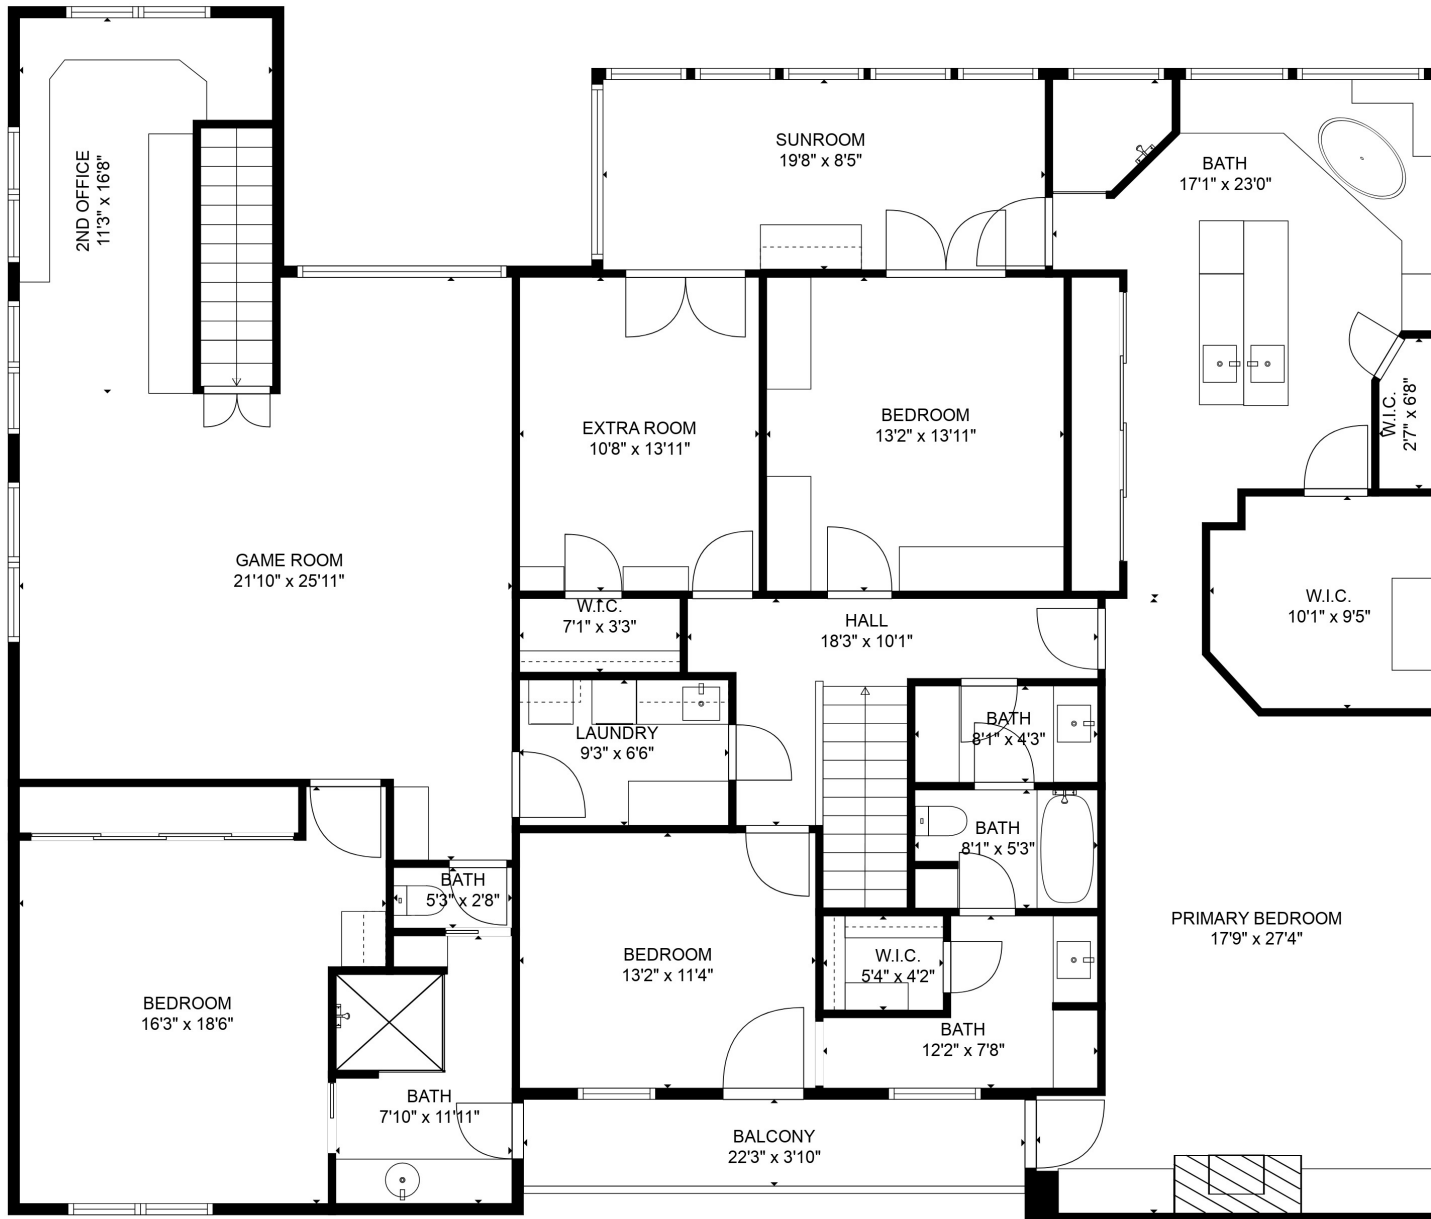 2ND OFFICE
11'3" x 16'8"
SUNROOM
19'8" x 8'5"
BATH
17'1" x 23'0"
EXTRA ROOM
10'8" x 13'11"
BEDROOM
13'2" x 13'11"
W.I.C.
2'7" x 6'8"
GAME ROOM
21'10" x 25'11"
W.I.C.
7'1" x 3'3"
HALL
18'3" x 10'1"
W.I.C.
10'1" x 9'5"
LAUNDRY
9'3" x 6'6"
BATH
8'1" x 4'3"
BATH
8'1" x 5'3"
BATH
5'3" x 2'8"
PRIMARY BEDROOM
17'9" x 27'4"
BEDROOM
13'2" x 11'4"
W.I.C.
5'4" x 4'2"
BEDROOM
16'3" x 18'6"
BATH
12'2" x 7'8"
BATH
7'10" x 11'11"
BALCONY
22'3" x 3'10"